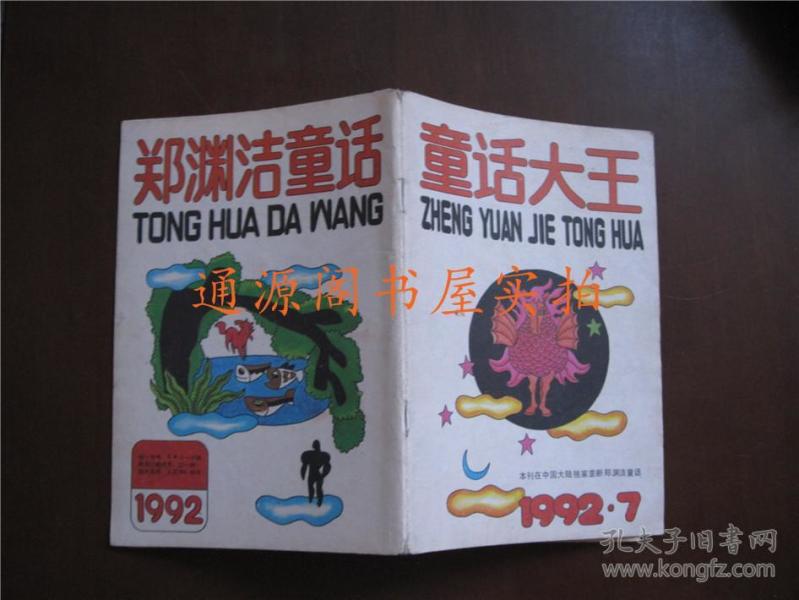 郑渊洁童话
TONG HUA DA WANG
1992
童话大王
ZHENG YUAN JIE TONG HUA
本刊在中国大陆独家垄断郑渊洁童话
1992·7
通源阁书屋实拍
孔夫子旧书网
www.kongfz.com